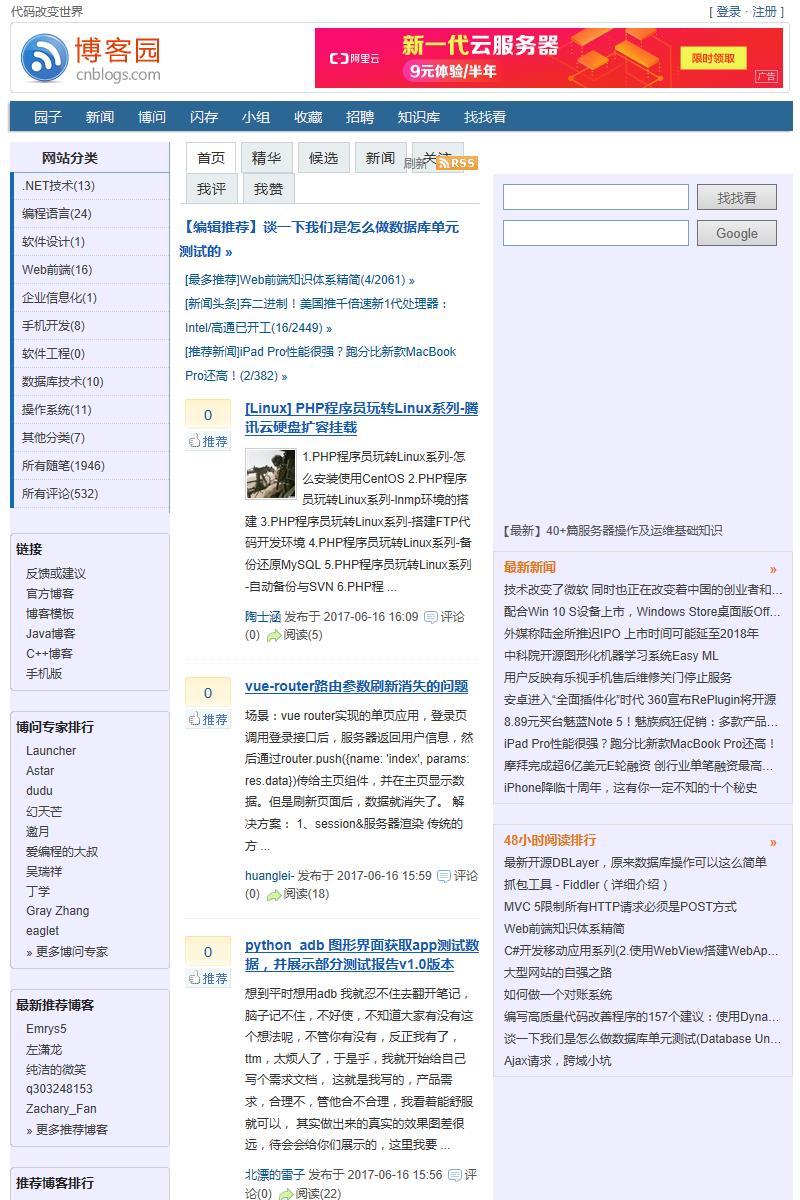 代码改变世界
[ 登录 · 注册 ]
博客园
cnblogs.com
阿里云
新一代云服务器
9元体验/半年
限时领取
广告
园子 新闻 博问 闪存 小组 收藏 招聘 知识库 找找看
网站分类
.NET技术(13)
编程语言(24)
软件设计(1)
Web前端(16)
企业信息化(1)
手机开发(8)
软件工程(0)
数据库技术(10)
操作系统(11)
其他分类(7)
所有随笔(1946)
所有评论(532)
链接
反馈或建议
官方博客
博客模板
Java博客
C++博客
手机版
博问专家排行
Launcher
Astar
dudu
幻天芒
邀月
爱编程的大叔
吴瑞祥
丁学
Gray Zhang
eaglet
» 更多博问专家
最新推荐博客
Emrys5
左潇龙
纯洁的微笑
q303248153
Zachary_Fan
» 更多推荐博客
推荐博客排行
首页 精华 候选 新闻 关注
刷新 RSS
我评 我赞
【编辑推荐】谈一下我们是怎么做数据库单元
测试的 »
[最多推荐]Web前端知识体系精简(4/2061) »
[新闻头条]弃二进制！美国推千倍速新1代处理器：
Intel/高通已开工(16/2449) »
[推荐新闻]iPad Pro性能很强？跑分比新款MacBook
Pro还高！(2/382) »
0
推荐
[Linux] PHP程序员玩转Linux系列-腾
讯云硬盘扩容挂载
1.PHP程序员玩转Linux系列-怎
么安装使用CentOS 2.PHP程序
员玩转Linux系列-lnmp环境的搭
建 3.PHP程序员玩转Linux系列-搭建FTP代
码开发环境 4.PHP程序员玩转Linux系列-备
份还原MySQL 5.PHP程序员玩转Linux系列
-自动备份与SVN 6.PHP程 ...
陶士涵 发布于 2017-06-16 16:09 评论
(0) 阅读(5)
0
推荐
vue-router路由参数刷新消失的问题
场景：vue router实现的单页应用，登录页
调用登录接口后，服务器返回用户信息，然
后通过router.push({name: 'index', params:
res.data})传给主页组件，并在主页显示数
据。但是刷新页面后，数据就消失了。 解
决方案： 1、session&服务器渲染 传统的
方 ...
huanglei- 发布于 2017-06-16 15:59 评论
(0) 阅读(18)
0
推荐
python_adb 图形界面获取app测试数
据，并展示部分测试报告v1.0版本
想到平时想用adb 我就忍不住去翻开笔记，
脑子记不住，不好使，不知道大家有没有这
个想法呢，不管你有没有，反正我有了，
ttm，太烦人了，于是乎，我就开始给自己
写个需求文档， 这就是我写的，产品需
求，合理不，管他合不合理，我看着能舒服
就可以， 其实做出来的真实的效果图差很
远，待会会给你们展示的，这里我要 ...
北漂的雷子 发布于 2017-06-16 15:56 评
论(0) 阅读(22)
找找看
Google
【最新】40+篇服务器操作及运维基础知识
最新新闻 »
技术改变了微软 同时也正在改变着中国的创业者和...
配合Win 10 S设备上市，Windows Store桌面版Off...
外媒称陆金所推迟IPO 上市时间可能延至2018年
中科院开源图形化机器学习系统Easy ML
用户反映有乐视手机售后维修关门停止服务
安卓进入“全面插件化”时代 360宣布RePlugin将开源
8.89元买台魅蓝Note 5！魅族疯狂促销：多款产品...
iPad Pro性能很强？跑分比新款MacBook Pro还高！
摩拜完成超6亿美元E轮融资 创行业单笔融资最高...
iPhone降临十周年，这有你一定不知的十个秘史
48小时阅读排行 »
最新开源DBLayer，原来数据库操作可以这么简单
抓包工具 - Fiddler（详细介绍）
MVC 5限制所有HTTP请求必须是POST方式
Web前端知识体系精简
C#开发移动应用系列(2.使用WebView搭建WebAp...
大型网站的自强之路
如何做一个对账系统
编写高质量代码改善程序的157个建议：使用Dyna...
谈一下我们是怎么做数据库单元测试(Database Un...
Ajax请求，跨域小坑